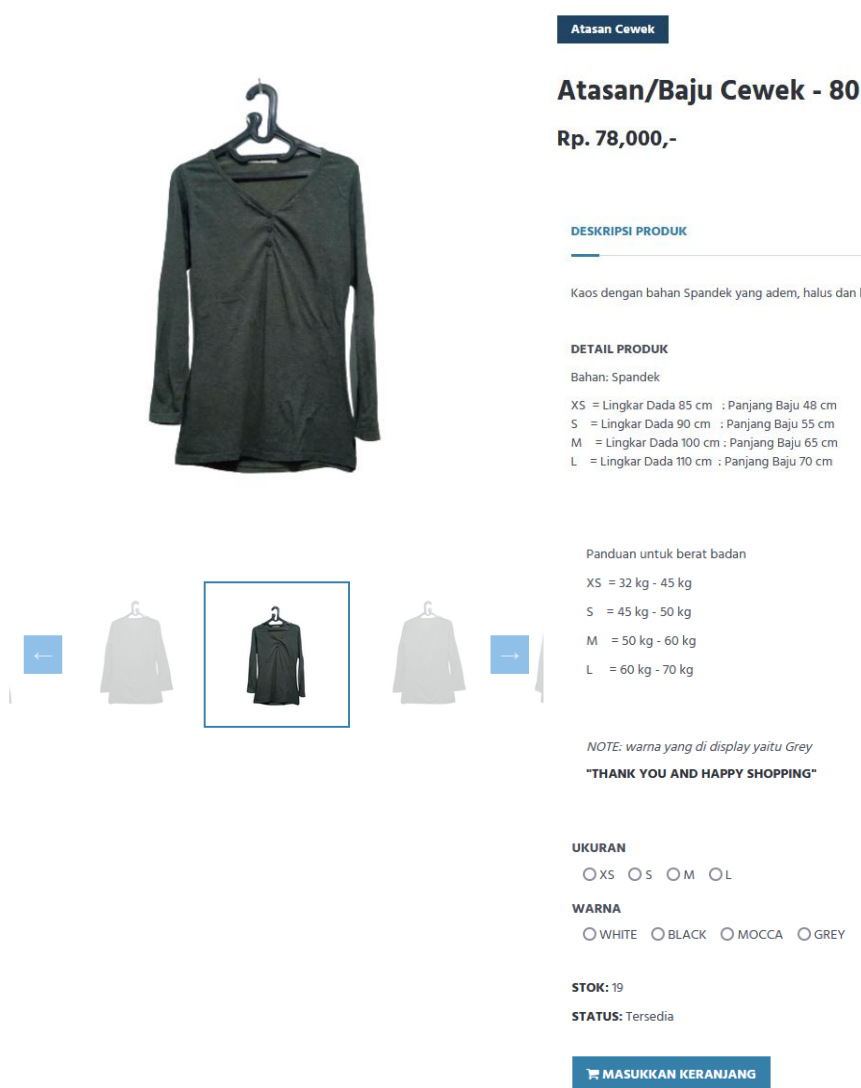 Atasan Cewek
Atasan/Baju Cewek - 80
Rp. 78,000,-
DESKRIPSI PRODUK
Kaos dengan bahan Spandek yang adem, halus dan
DETAIL PRODUK
Bahan: Spandek
XS = Lingkar Dada 85 cm : Panjang Baju 48 cm
S = Lingkar Dada 90 cm : Panjang Baju 55 cm
M = Lingkar Dada 100 cm : Panjang Baju 65 cm
L = Lingkar Dada 110 cm : Panjang Baju 70 cm
Panduan untuk berat badan
XS = 32 kg - 45 kg
S = 45 kg - 50 kg
M = 50 kg - 60 kg
L = 60 kg - 70 kg
← →
NOTE: warna yang di display yaitu Grey
"THANK YOU AND HAPPY SHOPPING"
UKURAN
XS S M L
WARNA
WHITE BLACK MOCCA GREY
STOK: 19
STATUS: Tersedia
MASUKKAN KERANJANG